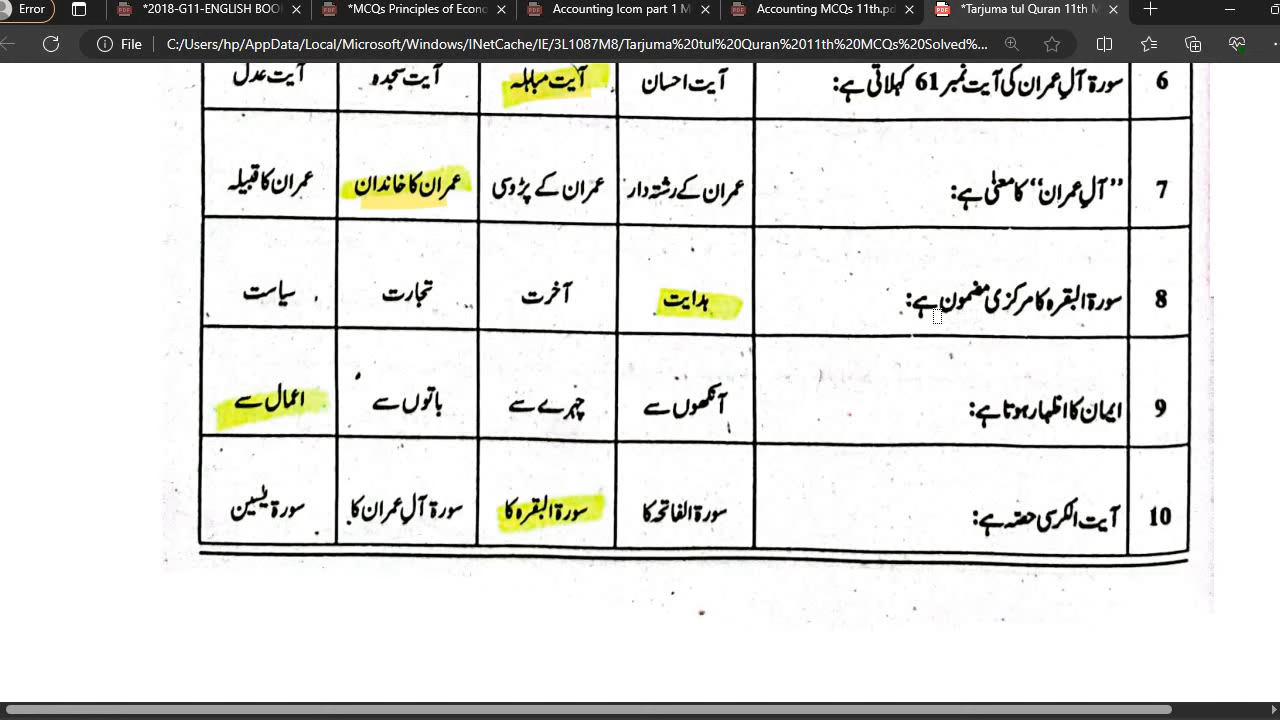 Error
*2018-G11-ENGLISH BOO
*MCQs Principles of Econo
Accounting Icom part 1 M
Accounting MCQs 11th.pd
*Tarjuma tul Quran 11th M
File C:/Users/hp/AppData/Local/Microsoft/Windows/INetCache/IE/3L1087M8/Tarjuma%20tul%20Quran%2011th%20MCQs%20Solved%...
6 سورۃ آلِ عمران کی آیت نمبر 61 کہلاتی ہے: آیت احسان آیت مباہلہ آیت سجدہ آیت عدل
7 ’’آلِ عمران‘‘ کا معنیٰ ہے: عمران کے رشتہ دار عمران کے پڑوسی عمران کا خاندان عمران کا قبیلہ
8 سورۃ البقرہ کا مرکزی مضمون ہے: ہدایت آخرت تجارت سیاست
9 ایمان کا اظہار ہوتا ہے: آنکھوں سے چہرے سے باتوں سے اعمال سے
10 آیت الکرسی حصّہ ہے: سورۃ الفاتحہ کا سورۃ البقرہ کا سورۃ آلِ عمران کا سورۃ یٰسین